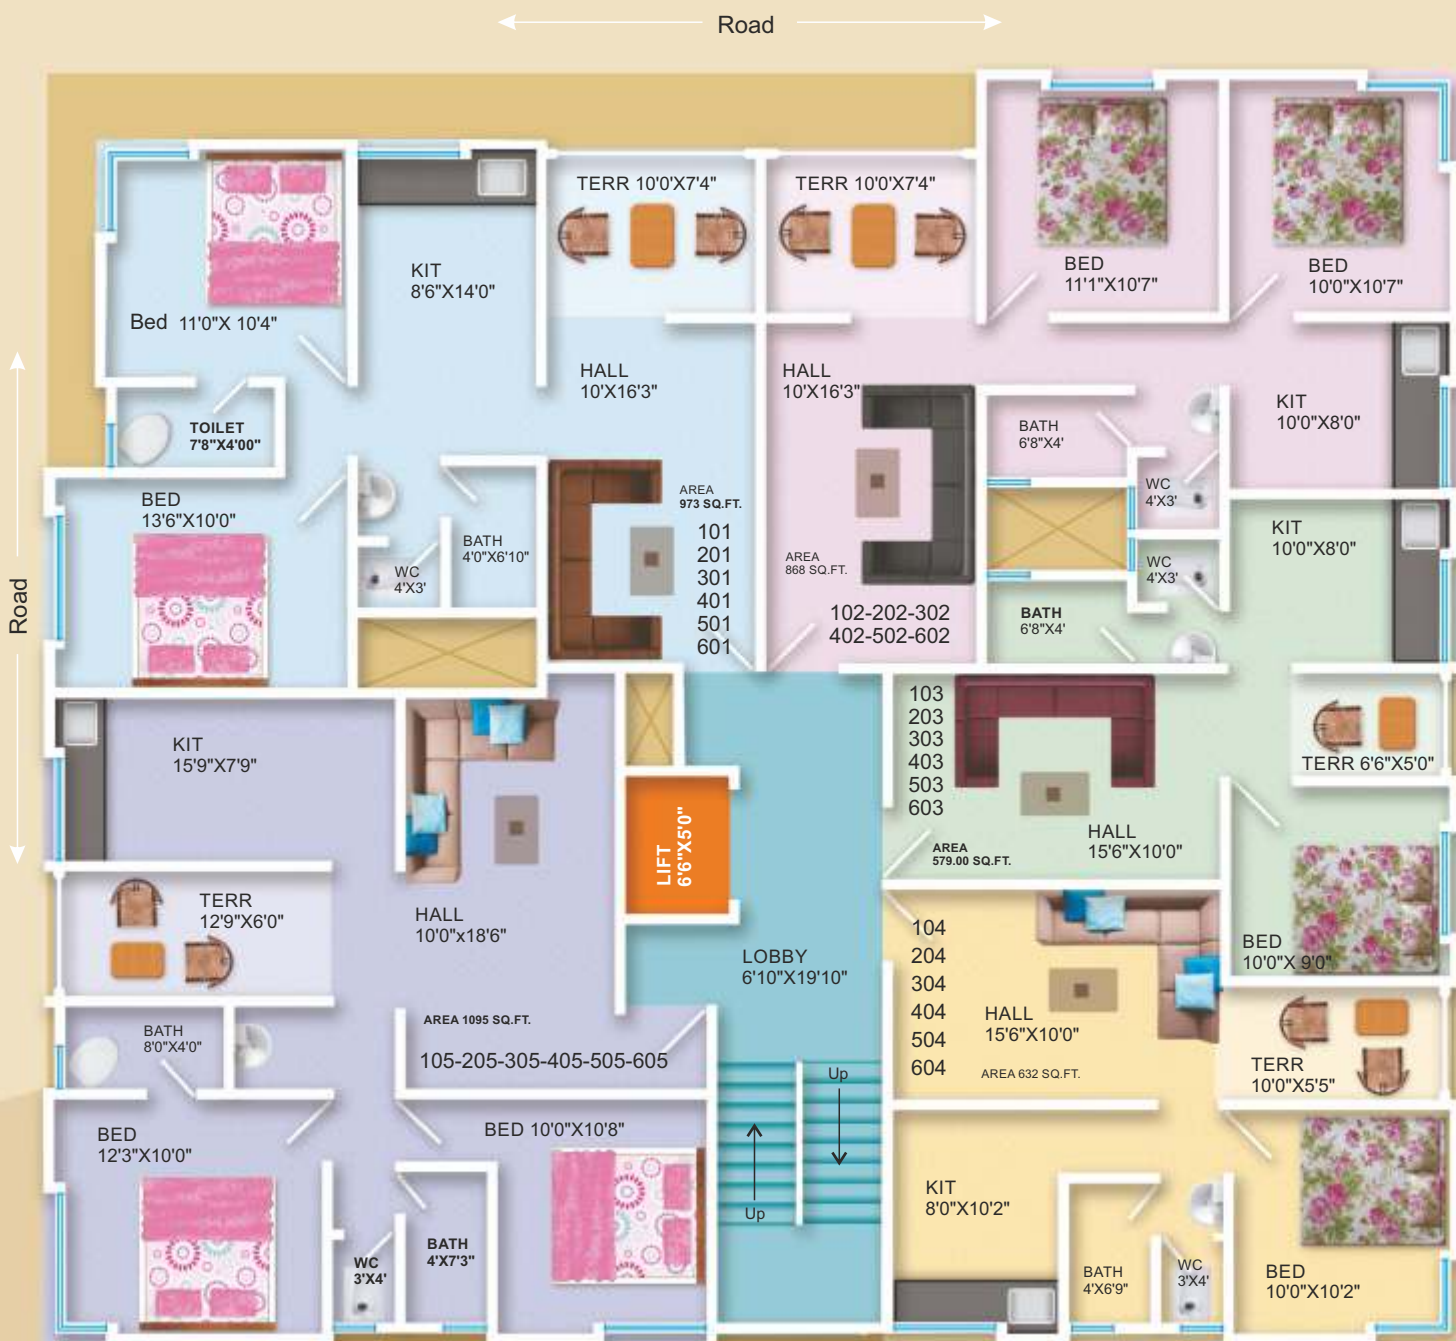 Road
Road
TERR 10'0'X7'4"
TERR 10'0'X7'4"
KIT
8'6"X14'0"
Bed 11'0"X 10'4"
BED
11'1"X10'7"
BED
10'0"X10'7"
HALL
10'X16'3"
HALL
10'X16'3"
TOILET
7'8"X4'00"
BATH
6'8"X4'
KIT
10'0"X8'0"
BED
13'6"X10'0"
AREA
973 SQ.FT.
101
201
301
401
501
601
WC
4'X3'
BATH
4'0"X6'10"
WC
4'X3'
AREA
868 SQ.FT.
102-202-302
402-502-602
WC
4'X3'
KIT
10'0"X8'0"
BATH
6'8"X4'
103
203
303
403
503
603
KIT
15'9"X7'9"
TERR 6'6"X5'0"
LIFT
6'6"X5'0"
HALL
15'6"X10'0"
AREA
579.00 SQ.FT.
TERR
12'9"X6'0"
HALL
10'0"x18'6"
LOBBY
6'10"X19'10"
104
204
304
404
504
604
BED
10'0"X 9'0"
HALL
15'6"X10'0"
AREA 632 SQ.FT.
AREA 1095 SQ.FT.
105-205-305-405-505-605
BATH
8'0"X4'0"
TERR
10'0"X5'5"
Up
Up
BED
12'3"X10'0"
BED 10'0"X10'8"
KIT
8'0"X10'2"
WC
3'X4'
BATH
4'X7'3"
BATH
4'X6'9"
WC
3'X4'
BED
10'0"X10'2"